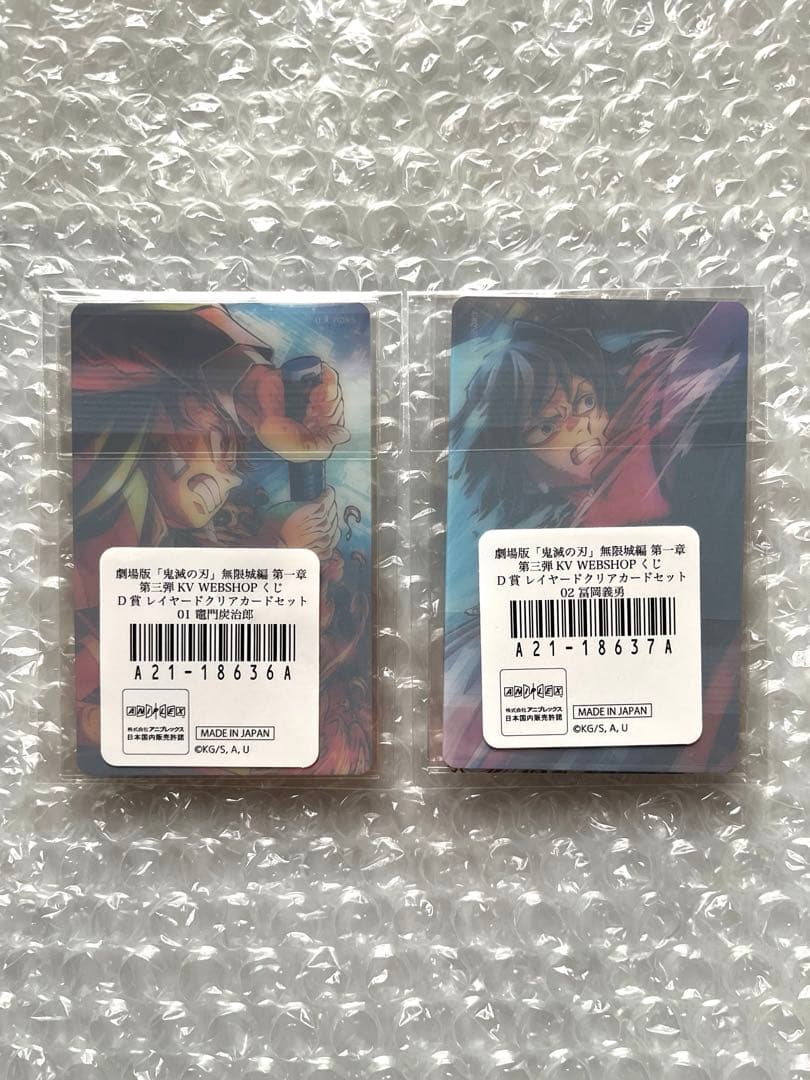 劇場版「鬼滅の刃」無限城編 第一章
第三弾 KV WEBSHOP くじ
D賞 レイヤードクリアカードセット
01 竈門炭治郎
A21-18636A
ANIPLEX
株式会社アニプレックス
日本国内販売許諾
MADE IN JAPAN
©KG/S, A, U
劇場版「鬼滅の刃」無限城編 第一章
第三弾 KV WEBSHOP くじ
D賞 レイヤードクリアカードセット
02 冨岡義勇
A21-18637A
ANIPLEX
株式会社アニプレックス
日本国内販売許諾
MADE IN JAPAN
©KG/S, A, U